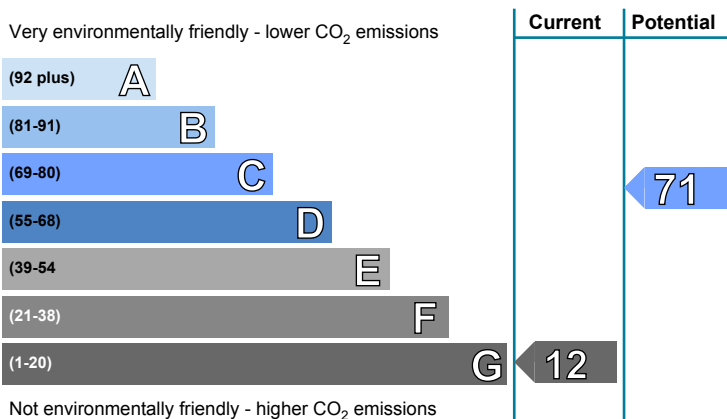 Current Potential
Very environmentally friendly - lower CO2 emissions
(92 plus) A
(81-91) B
(69-80) C
71
(55-68) D
(39-54 E
(21-38) F
(1-20) G 12
Not environmentally friendly - higher CO2 emissions